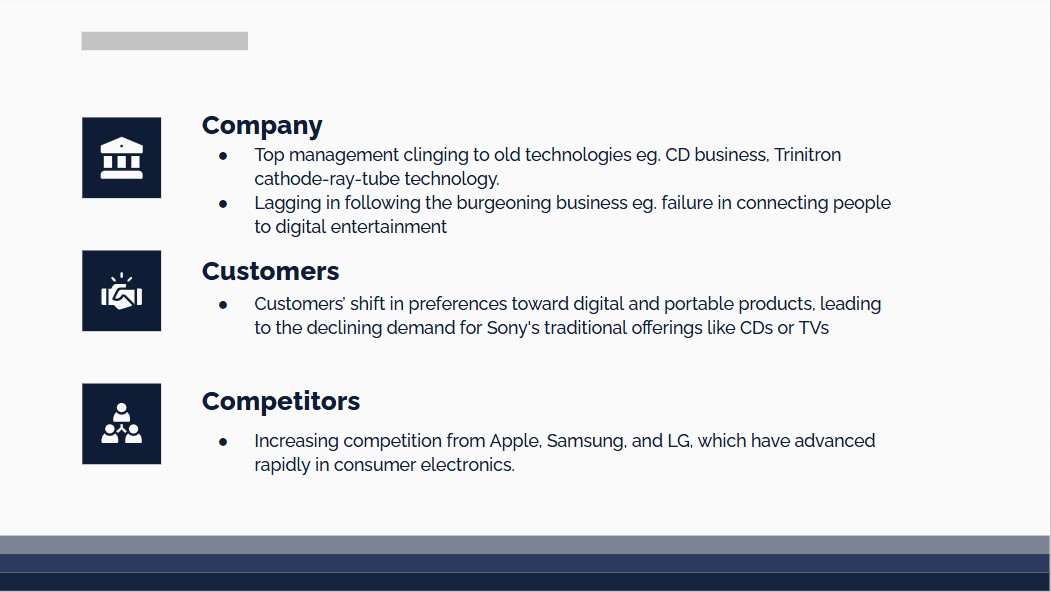 Company
● Top management clinging to old technologies eg. CD business, Trinitron
cathode-ray-tube technology.
● Lagging in following the burgeoning business eg. failure in connecting people
to digital entertainment
Customers
● Customers’ shift in preferences toward digital and portable products, leading
to the declining demand for Sony's traditional offerings like CDs or TVs
Competitors
● Increasing competition from Apple, Samsung, and LG, which have advanced
rapidly in consumer electronics.